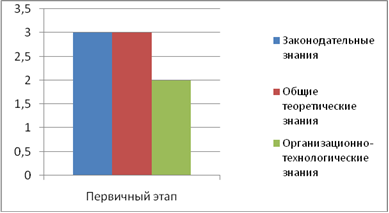 3,5
3
2,5
2
1,5
1
0,5
0
Первичный этап
Законодательные
знания
Общие
теоретические
знания
Организационно-
технологические
знания